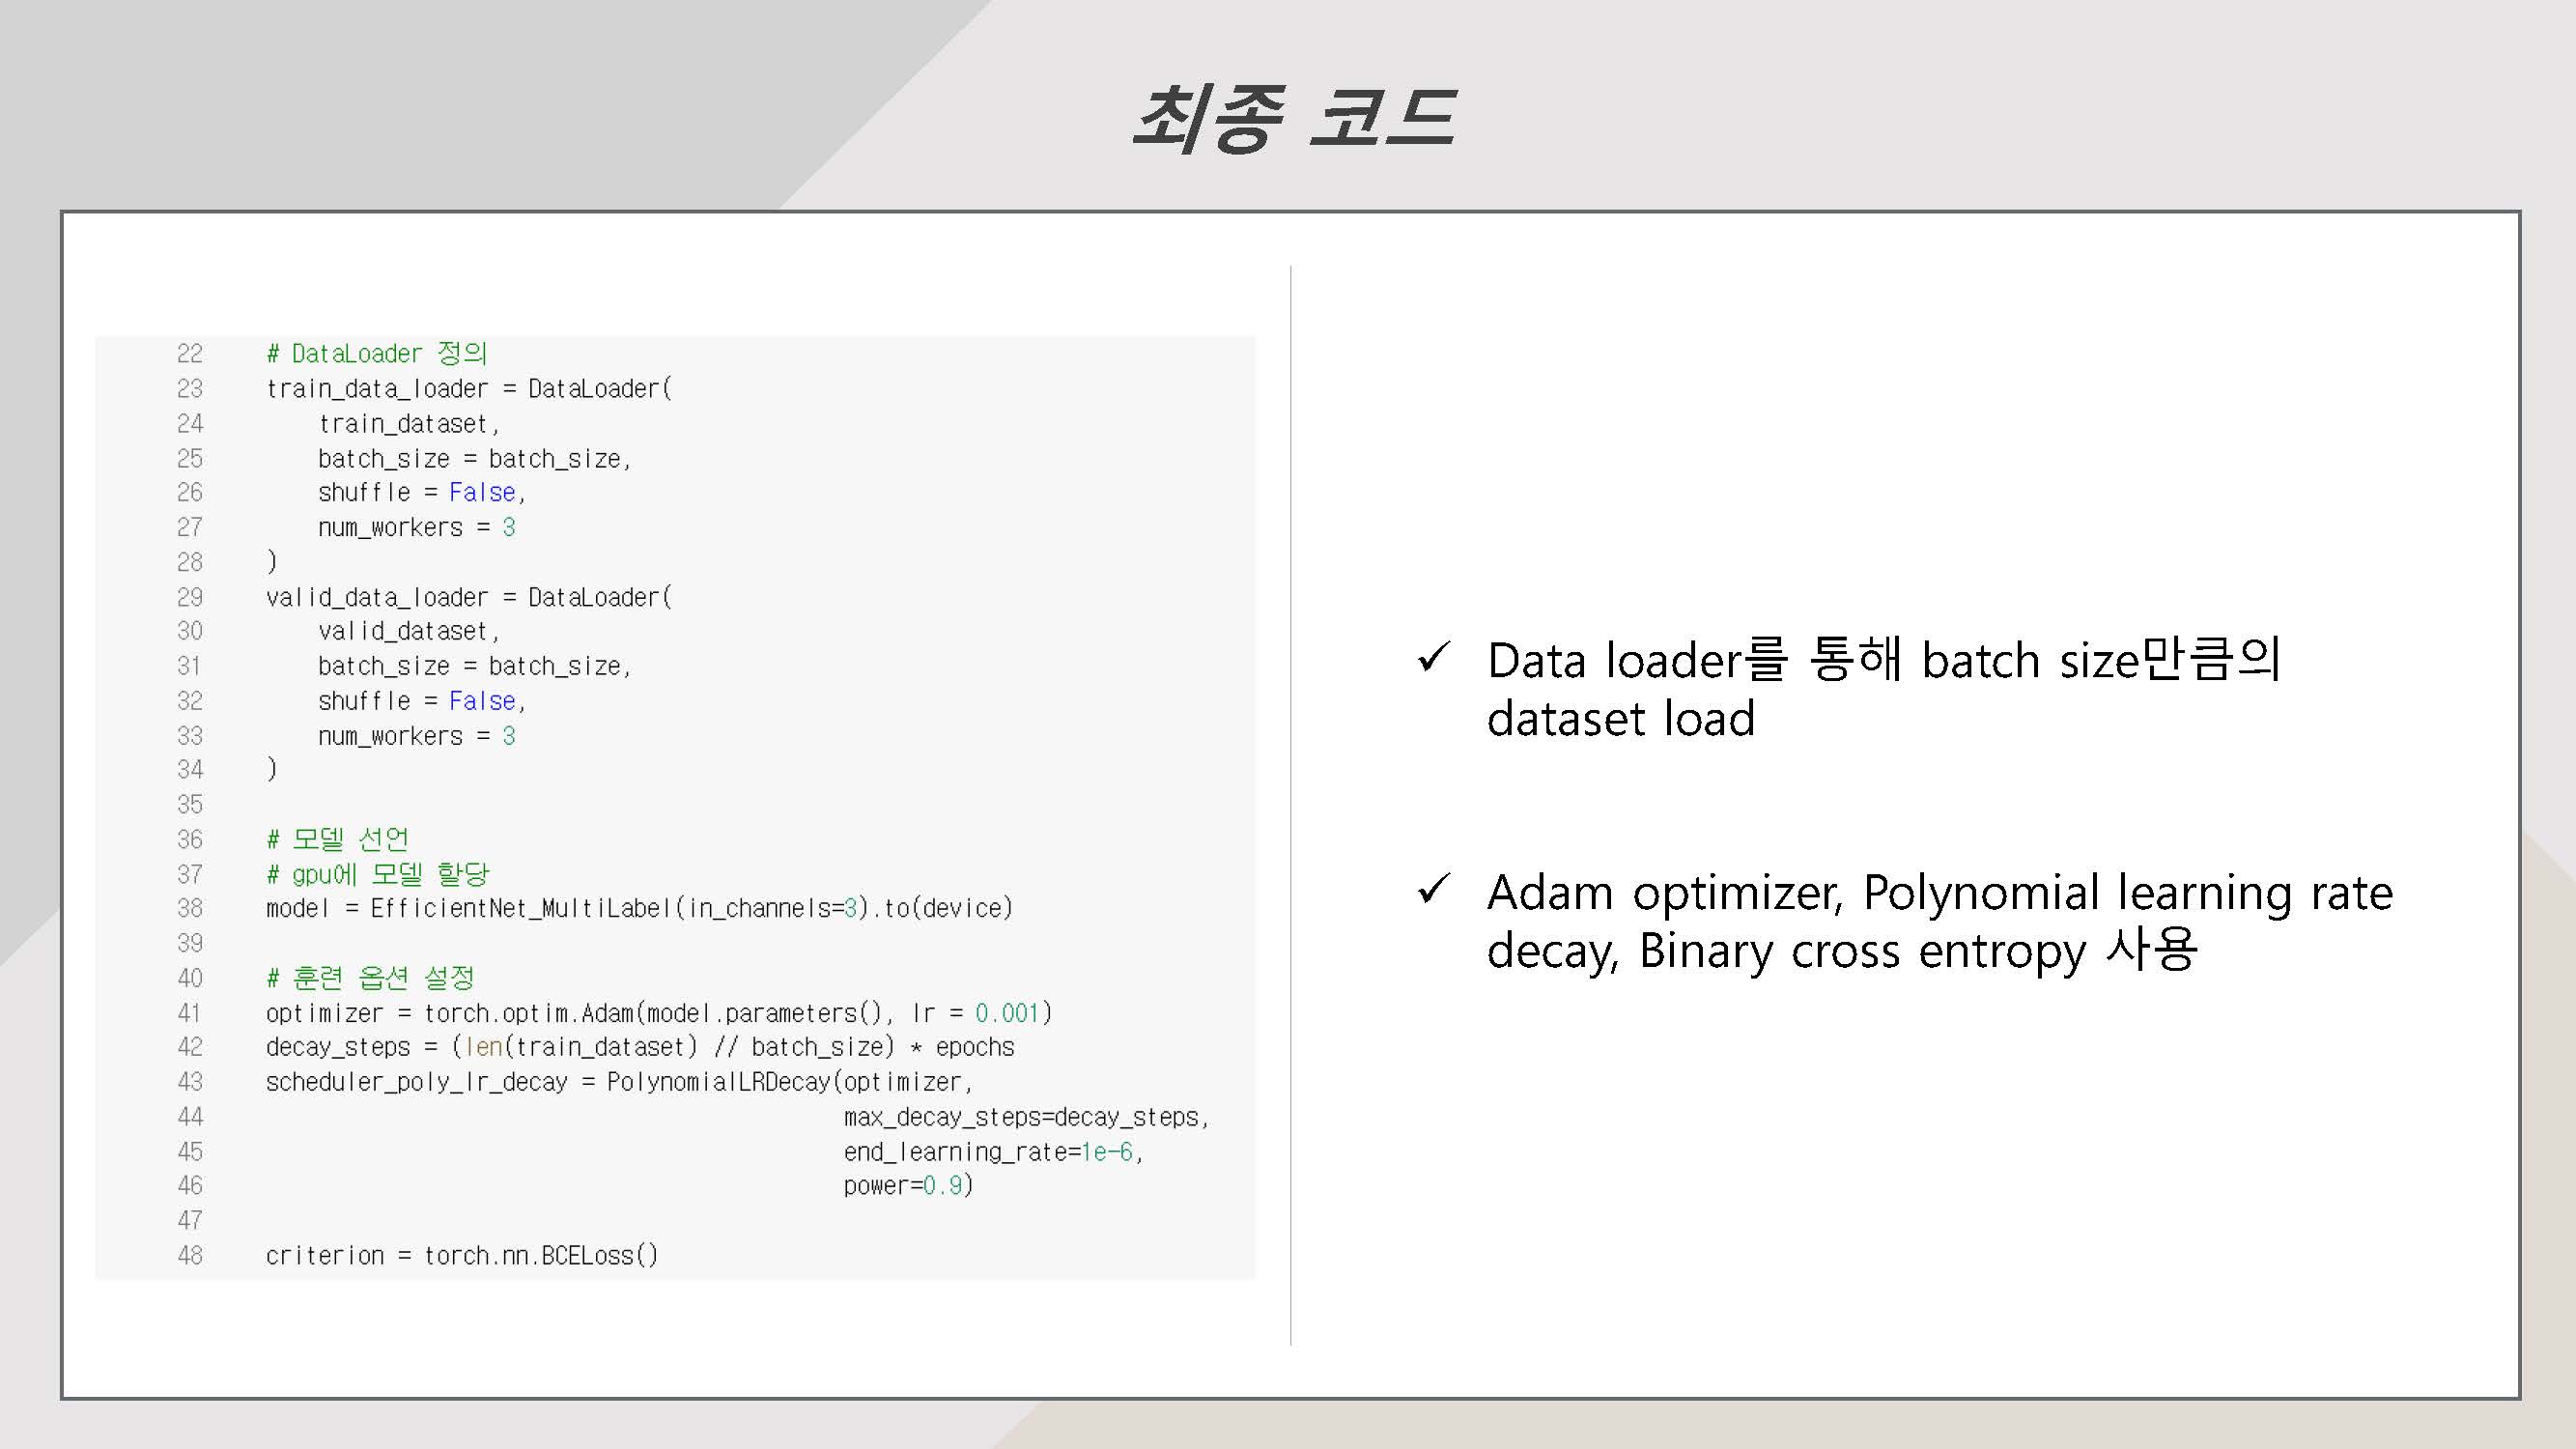 최종 코드
22 # DataLoader 정의
23 train_data_loader = DataLoader(
24 train_dataset,
25 batch_size = batch_size,
26 shuffle = False,
27 num_workers = 3
28 )
29 valid_data_loader = DataLoader(
30 valid_dataset,
31 batch_size = batch_size,
32 shuffle = False,
33 num_workers = 3
34 )
35
36 # 모델 선언
37 # gpu에 모델 할당
38 model = EfficientNet_MultiLabel(in_channels=3).to(device)
39
40 # 훈련 옵션 설정
41 optimizer = torch.optim.Adam(model.parameters(), lr = 0.001)
42 decay_steps = (len(train_dataset) // batch_size) * epochs
43 scheduler_poly_lr_decay = PolynomialLRDecay(optimizer,
44 max_decay_steps=decay_steps,
45 end_learning_rate=1e-6,
46 power=0.9)
47
48 criterion = torch.nn.BCELoss()
✓ Data loader를 통해 batch size만큼의
dataset load
✓ Adam optimizer, Polynomial learning rate
decay, Binary cross entropy 사용